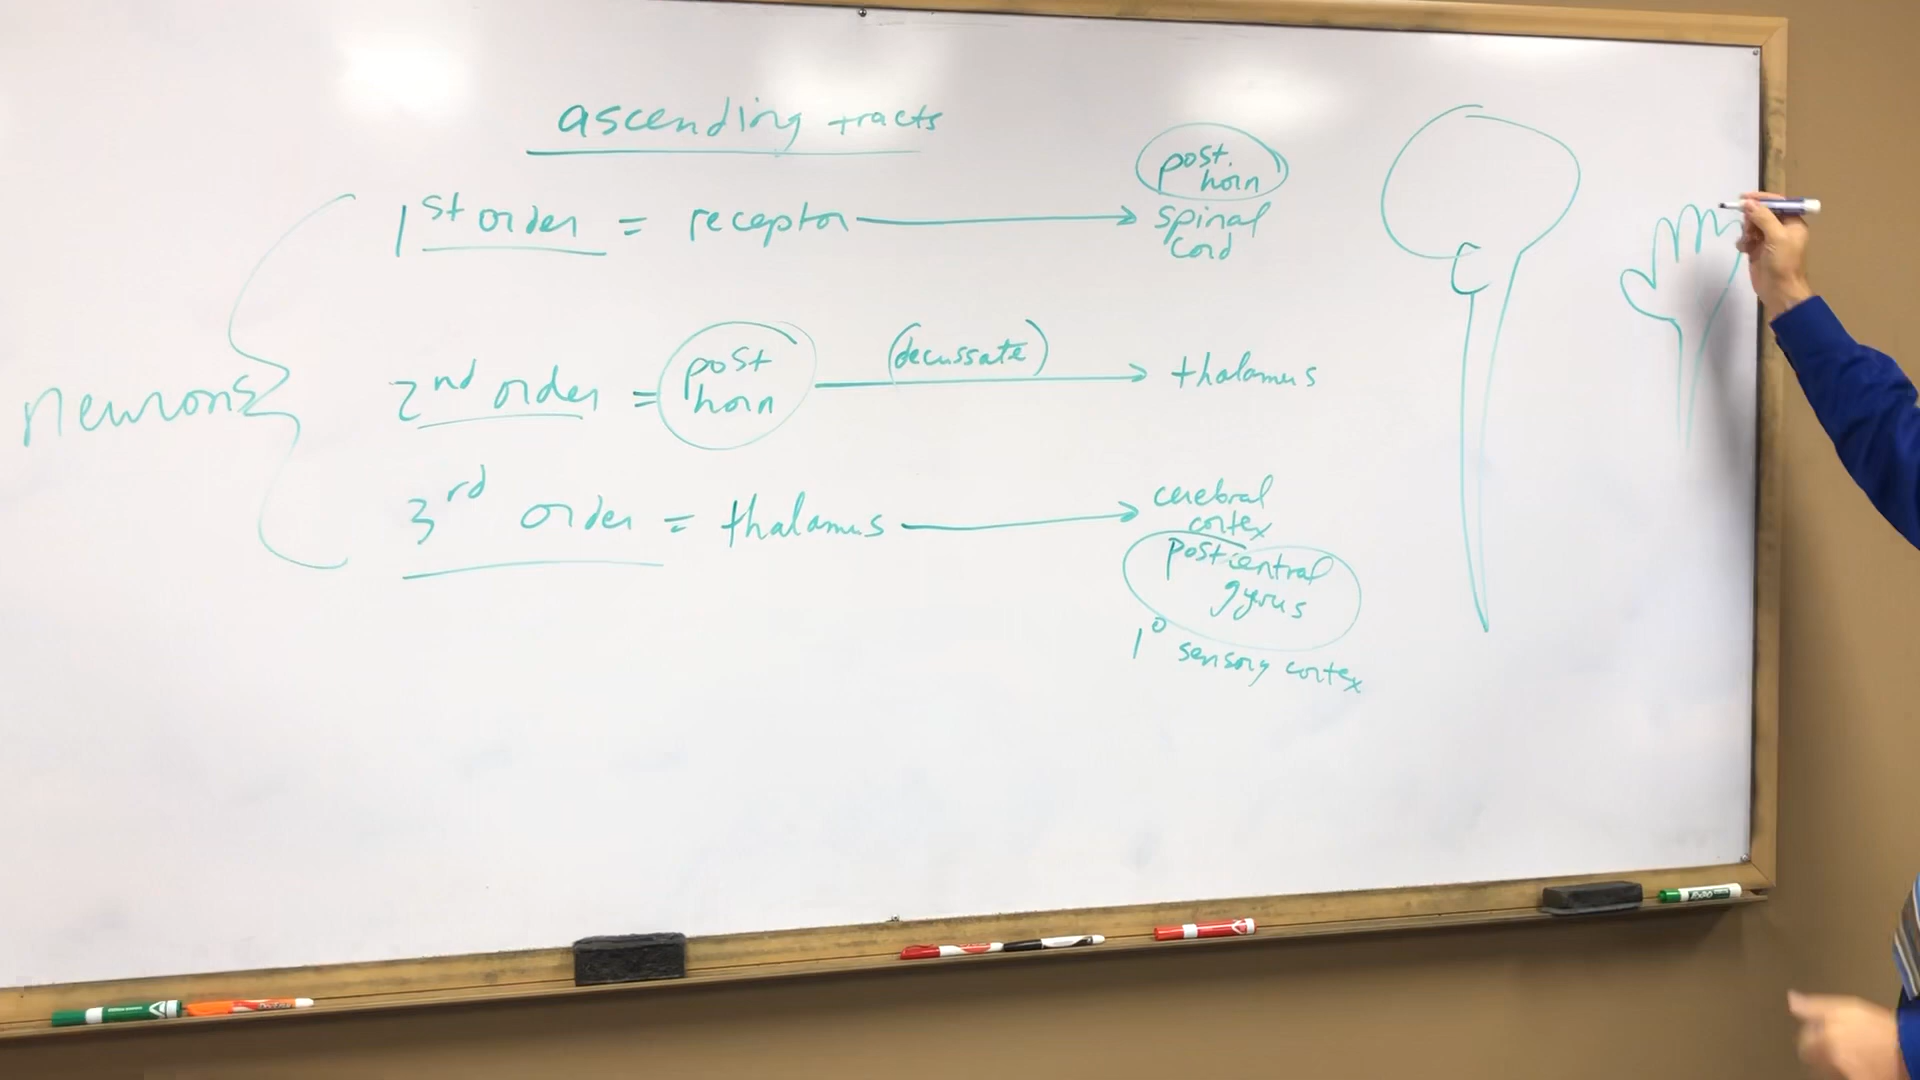 ascending tracts
neurons
1st order = receptor → post. horn
spinal cord
2nd order = post horn (decussate) → thalamus
3rd order = thalamus → cerebral cortex
postcentral gyrus
1° sensory cortex
EXPO